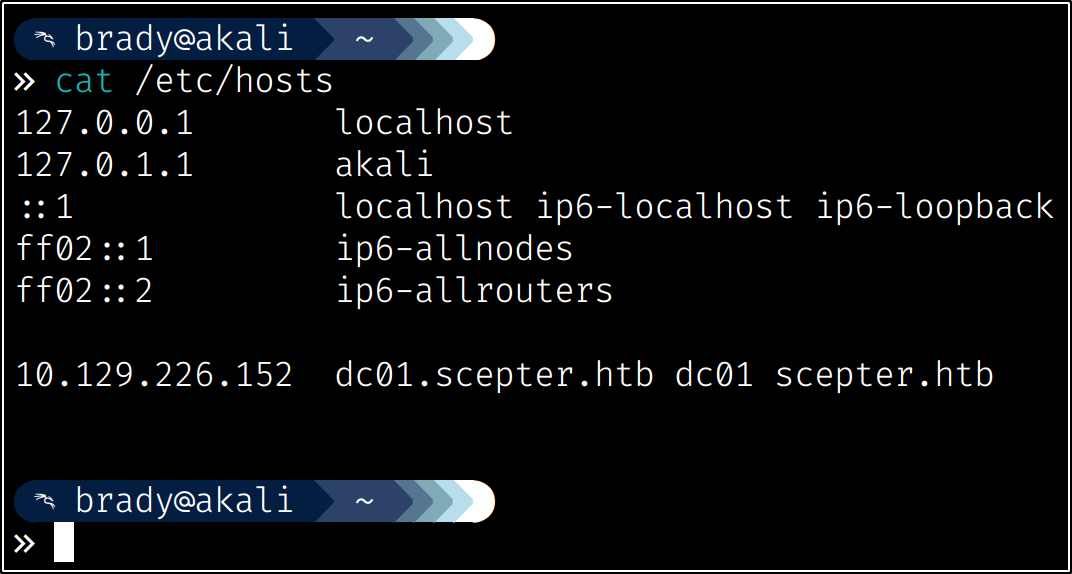 brady@akali ~
» cat /etc/hosts
127.0.0.1 localhost
127.0.1.1 akali
::1 localhost ip6-localhost ip6-loopback
ff02::1 ip6-allnodes
ff02::2 ip6-allrouters
10.129.226.152 dc01.scepter.htb dc01 scepter.htb
brady@akali ~
»